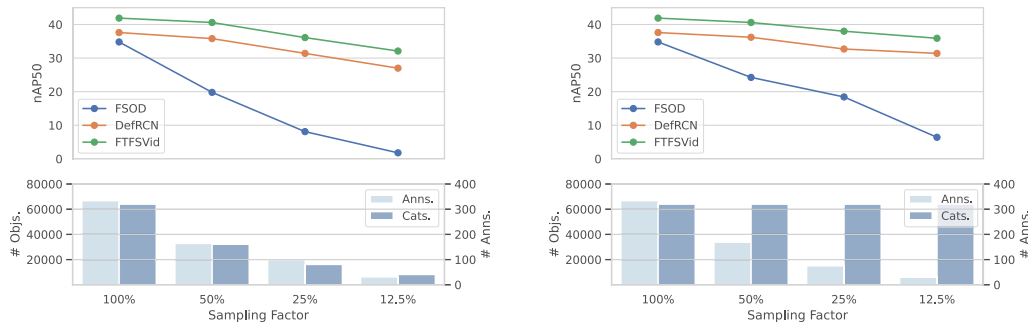 40
30
20
10
0
nAP50
FSOD
DefRCN
FTFSVid
80000
60000
40000
20000
# Objs.
400
300
200
100
0
# Anns.
Anns.
Cats.
100%
50%
25%
12.5%
Sampling Factor
40
30
20
10
0
nAP50
FSOD
DefRCN
FTFSVid
80000
60000
40000
20000
# Objs.
400
300
200
100
0
# Anns.
Anns.
Cats.
100%
50%
25%
12.5%
Sampling Factor